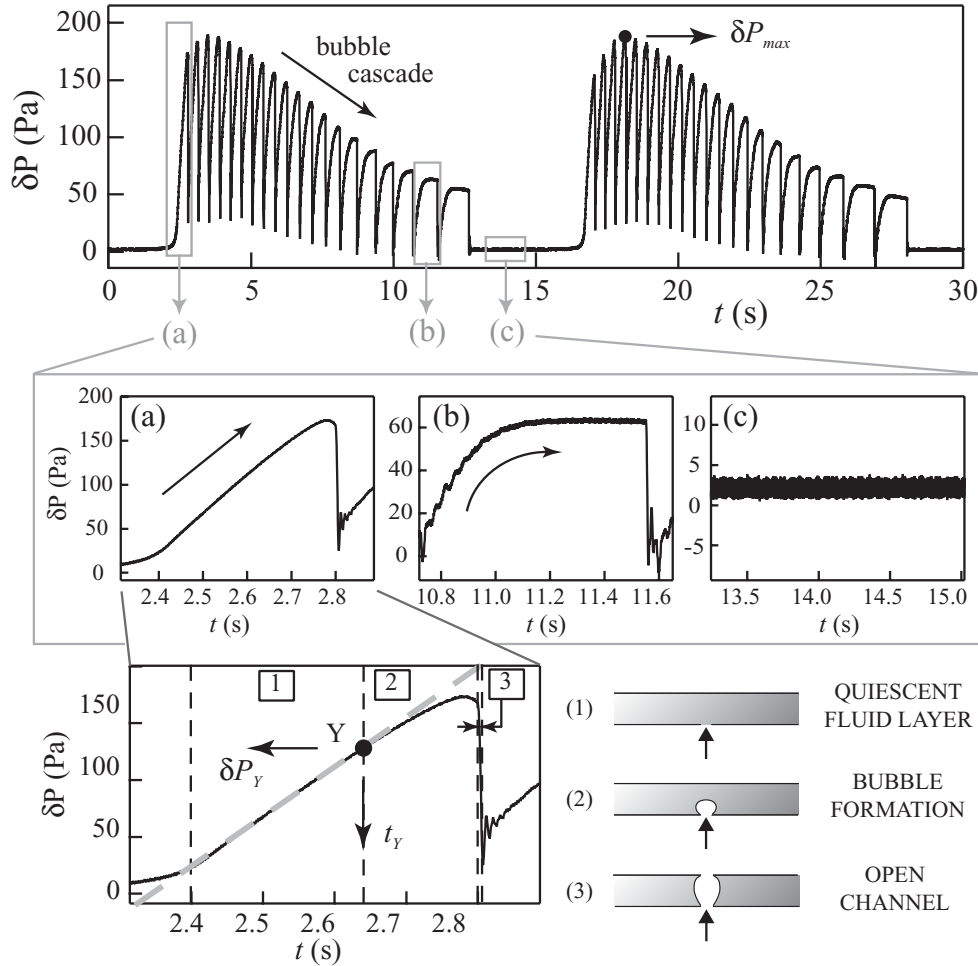 200
150
100
50
0
δP (Pa)
bubble
cascade
δPmax
0 5 10 15 20 25 30
t (s)
(a) (b) (c)
(a)
200
150
100
50
0
δP (Pa)
2.4 2.5 2.6 2.7 2.8
t (s)
(b)
60
40
20
0
10.8 11.0 11.2 11.4 11.6
t (s)
(c)
10
5
0
-5
13.5 14.0 14.5 15.0
t (s)
1 2 3
150
100
50
0
δP (Pa)
Y
δPY
tY
2.4 2.5 2.6 2.7 2.8
t (s)
(1) QUIESCENT
FLUID LAYER
(2) BUBBLE
FORMATION
(3) OPEN
CHANNEL